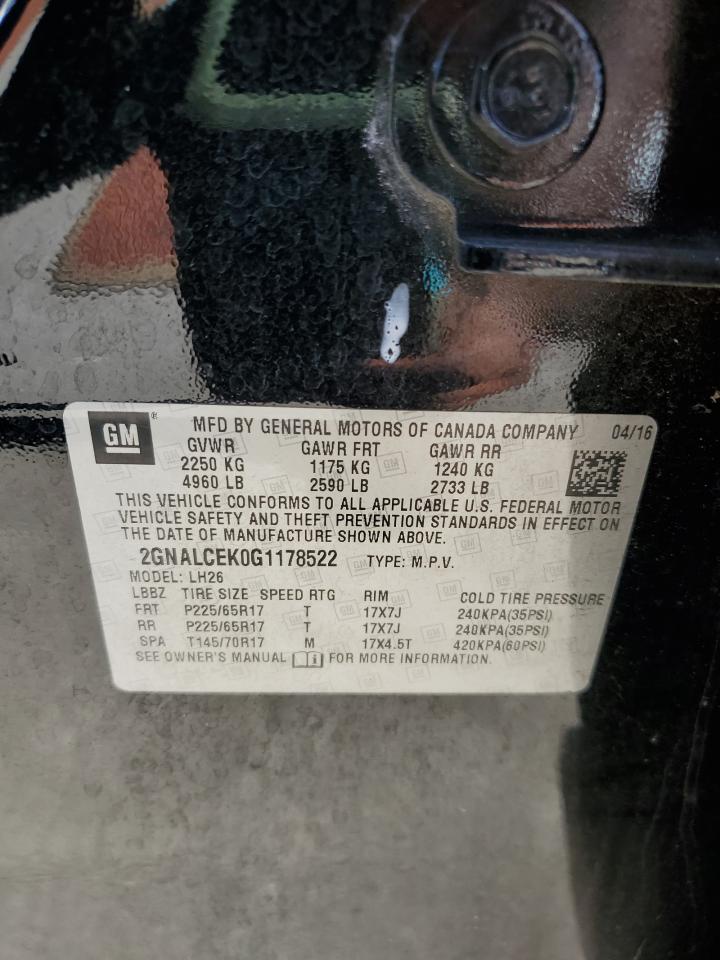 GM ® MFD BY GENERAL MOTORS OF CANADA COMPANY 04/16
GVWR GAWR FRT GAWR RR
2250 KG 1175 KG 1240 KG
4960 LB 2590 LB 2733 LB
THIS VEHICLE CONFORMS TO ALL APPLICABLE U.S. FEDERAL MOTOR
VEHICLE SAFETY AND THEFT PREVENTION STANDARDS IN EFFECT ON
THE DATE OF MANUFACTURE SHOWN ABOVE.
2GNALCEK0G1178522 TYPE: M.P.V.
MODEL: LH26
LBBZ TIRE SIZE SPEED RTG RIM COLD TIRE PRESSURE
FRT P225/65R17 T 17X7J 240KPA(35PSI)
RR P225/65R17 T 17X7J 240KPA(35PSI)
SPA T145/70R17 M 17X4.5T 420KPA(60PSI)
SEE OWNER'S MANUAL FOR MORE INFORMATION.